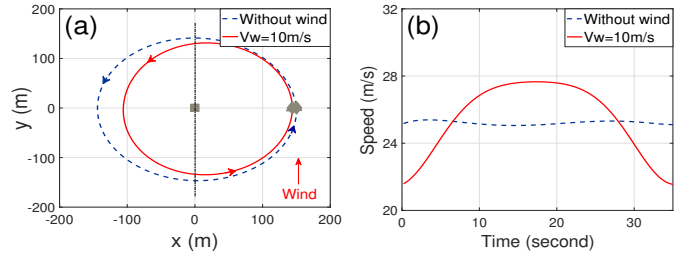 (a)
Without wind
Vw=10m/s
200
100
0
-100
-200
y (m)
-200
-100
0
100
200
x (m)
Wind
(b)
Without wind
Vw=10m/s
32
28
24
20
Speed (m/s)
0
10
20
30
Time (second)